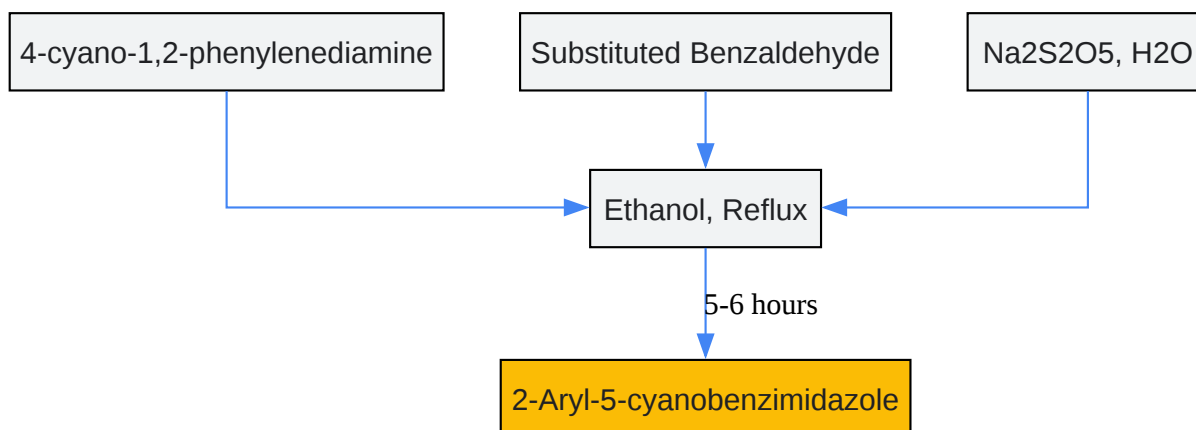 4-cyano-1,2-phenylenediamine
Substituted Benzaldehyde
Na2S2O5, H2O
Ethanol, Reflux
5-6 hours
2-Aryl-5-cyanobenzimidazole